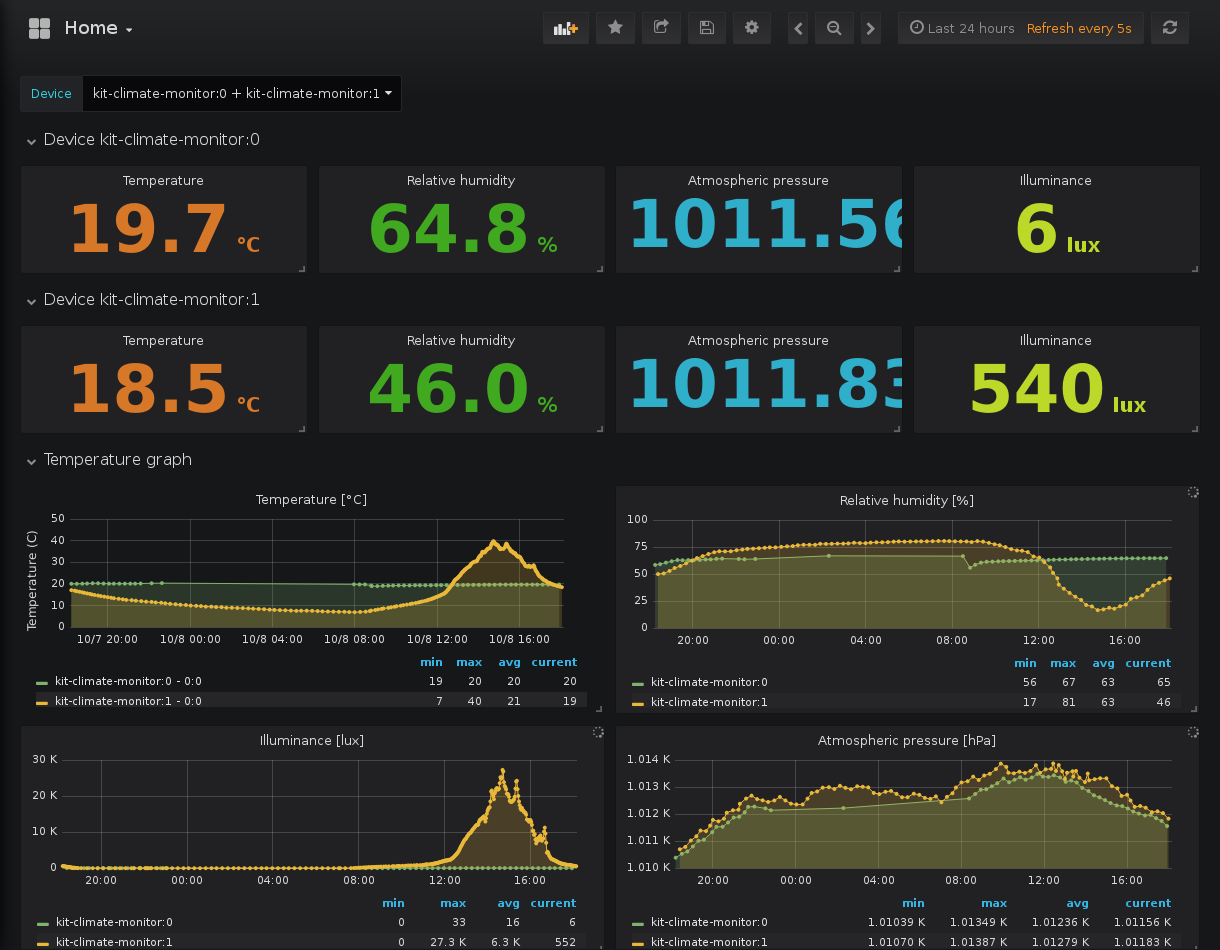 Home
Last 24 hours Refresh every 5s
Device kit-climate-monitor:0 + kit-climate-monitor:1
Device kit-climate-monitor:0
Temperature Relative humidity Atmospheric pressure Illuminance
19.7 °C 64.8 % 1011.56 6 lux
Device kit-climate-monitor:1
Temperature Relative humidity Atmospheric pressure Illuminance
18.5 °C 46.0 % 1011.83 540 lux
Temperature graph
Temperature [°C]
Temperature (C)
50
40
30
20
10
0
10/7 20:00 10/8 00:00 10/8 04:00 10/8 08:00 10/8 12:00 10/8 16:00
min max avg current
kit-climate-monitor:0 - 0:0 19 20 20 20
kit-climate-monitor:1 - 0:0 7 40 21 19
Relative humidity [%]
100
75
50
25
0
20:00 00:00 04:00 08:00 12:00 16:00
min max avg current
kit-climate-monitor:0 56 67 63 65
kit-climate-monitor:1 17 81 63 46
Illuminance [lux]
30 K
20 K
10 K
0
20:00 00:00 04:00 08:00 12:00 16:00
min max avg current
kit-climate-monitor:0 0 33 16 6
kit-climate-monitor:1 0 27.3 K 6.3 K 552
Atmospheric pressure [hPa]
1.014 K
1.013 K
1.012 K
1.011 K
1.010 K
20:00 00:00 04:00 08:00 12:00 16:00
min max avg current
kit-climate-monitor:0 1.01039 K 1.01349 K 1.01236 K 1.01156 K
kit-climate-monitor:1 1.01070 K 1.01387 K 1.01279 K 1.01183 K